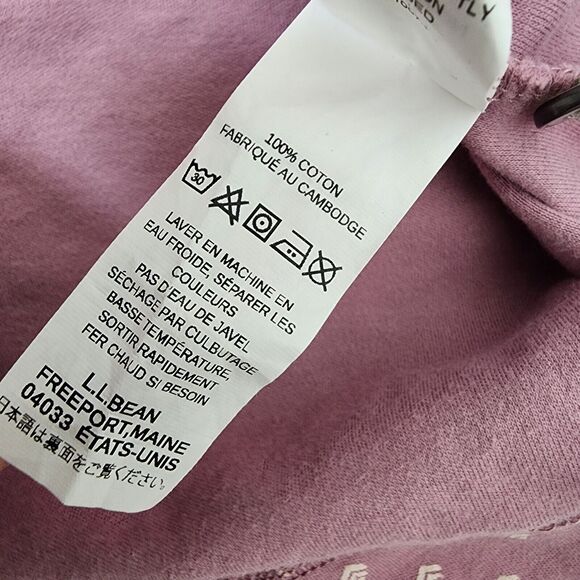 100% COTON
FABRIQUÉ AU CAMBODGE
30
LAVER EN MACHINE EN
EAU FROIDE, SÉPARER LES
COULEURS
PAS D'EAU DE JAVEL
SÉCHAGE PAR CULBUTAGE
BASSE TEMPÉRATURE,
SORTIR RAPIDEMENT
FER CHAUD SI BESOIN
L.L.BEAN
FREEPORT,MAINE
04033 ÉTATS-UNIS
日本語は裏面をご覧ください。